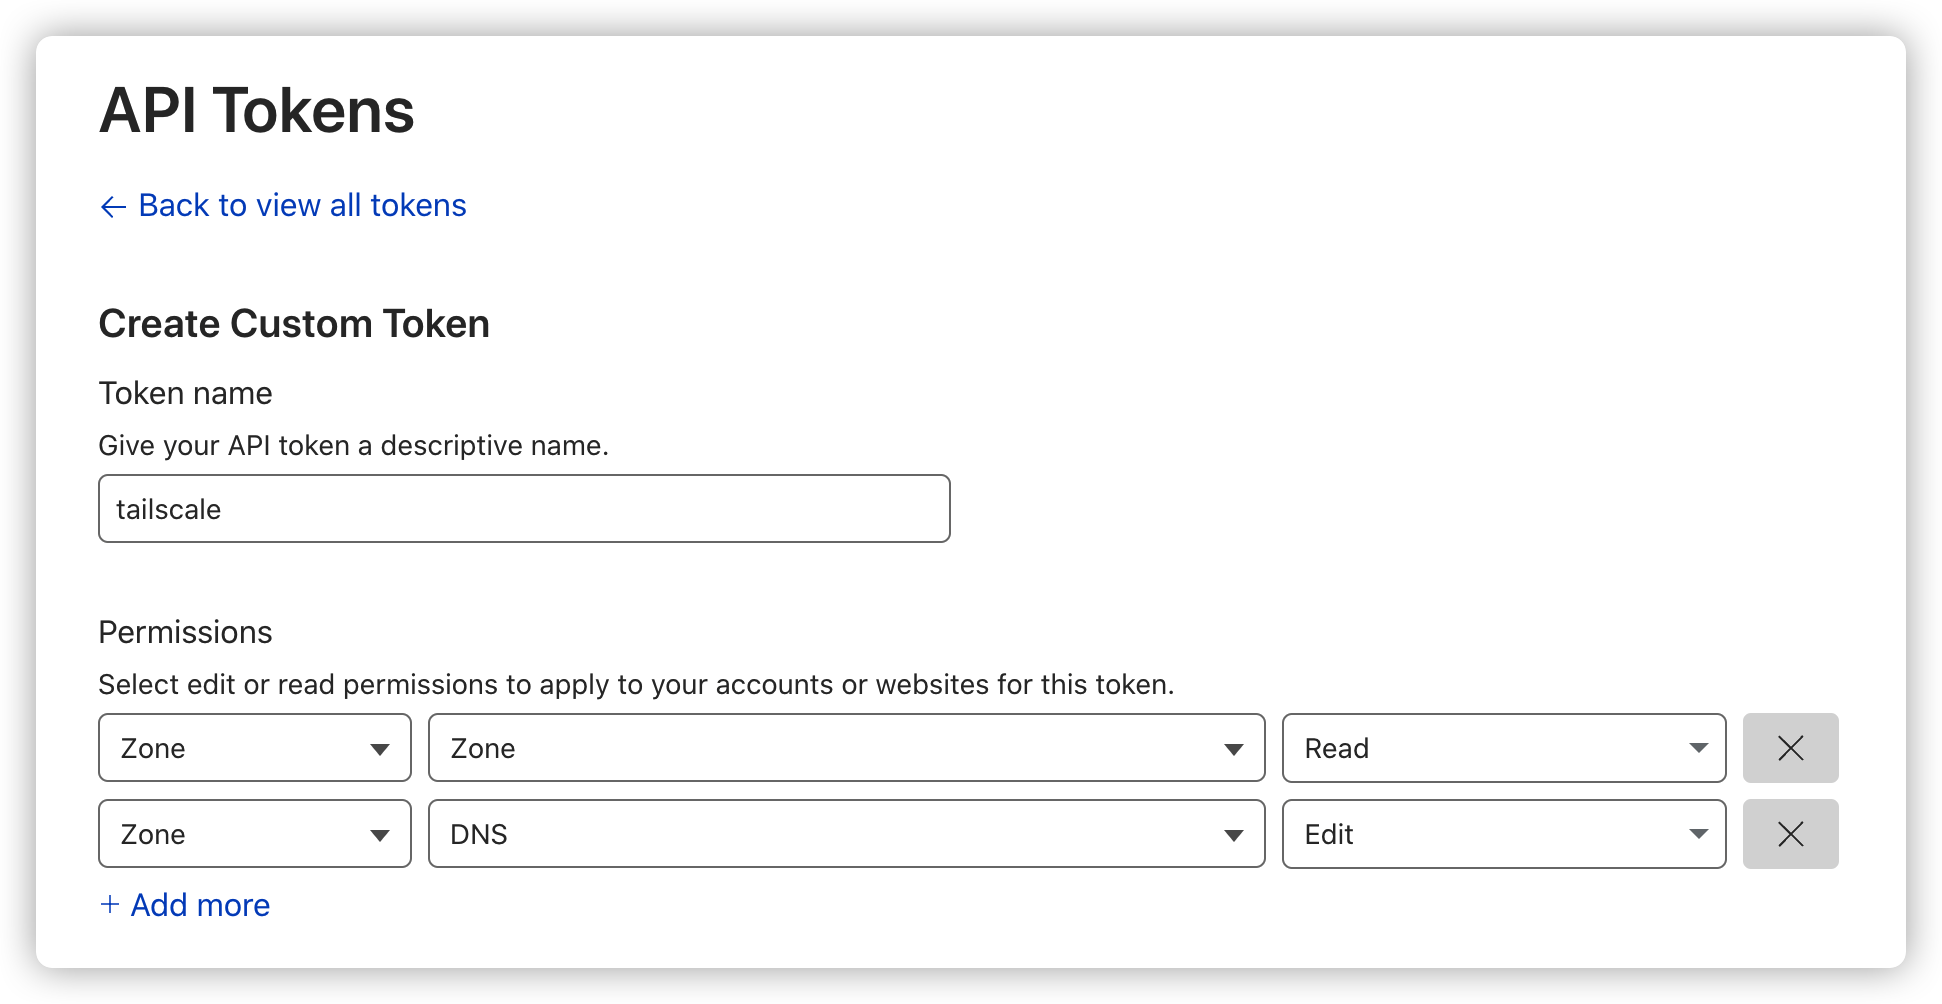 API Tokens
← Back to view all tokens
Create Custom Token
Token name
Give your API token a descriptive name.
tailscale
Permissions
Select edit or read permissions to apply to your accounts or websites for this token.
Zone Zone Read
Zone DNS Edit
+ Add more